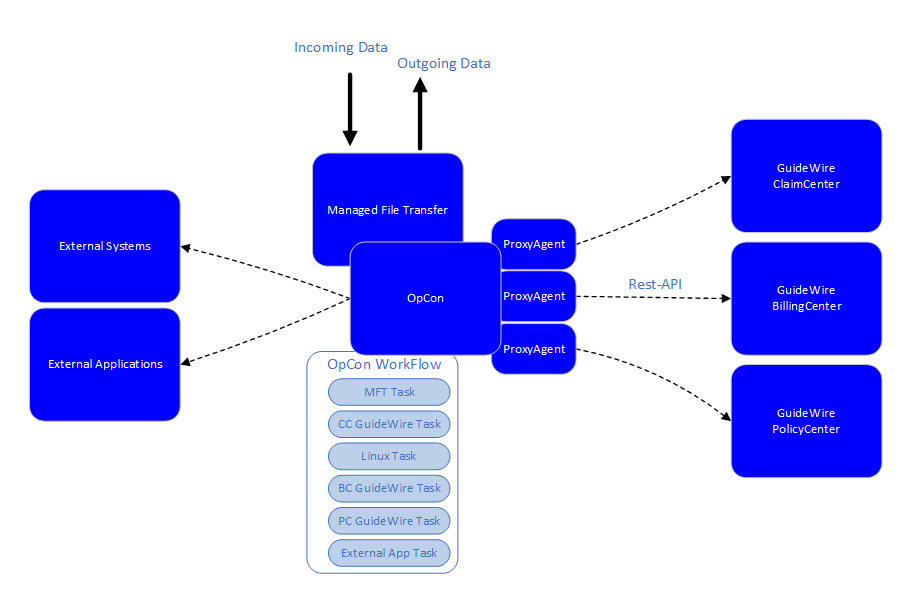 Incoming Data
Outgoing Data
Managed File Transfer
External Systems
External Applications
OpCon
ProxyAgent
ProxyAgent
ProxyAgent
Rest-API
GuideWire
ClaimCenter
GuideWire
BillingCenter
GuideWire
PolicyCenter
OpCon WorkFlow
MFT Task
CC GuideWire Task
Linux Task
BC GuideWire Task
PC GuideWire Task
External App Task